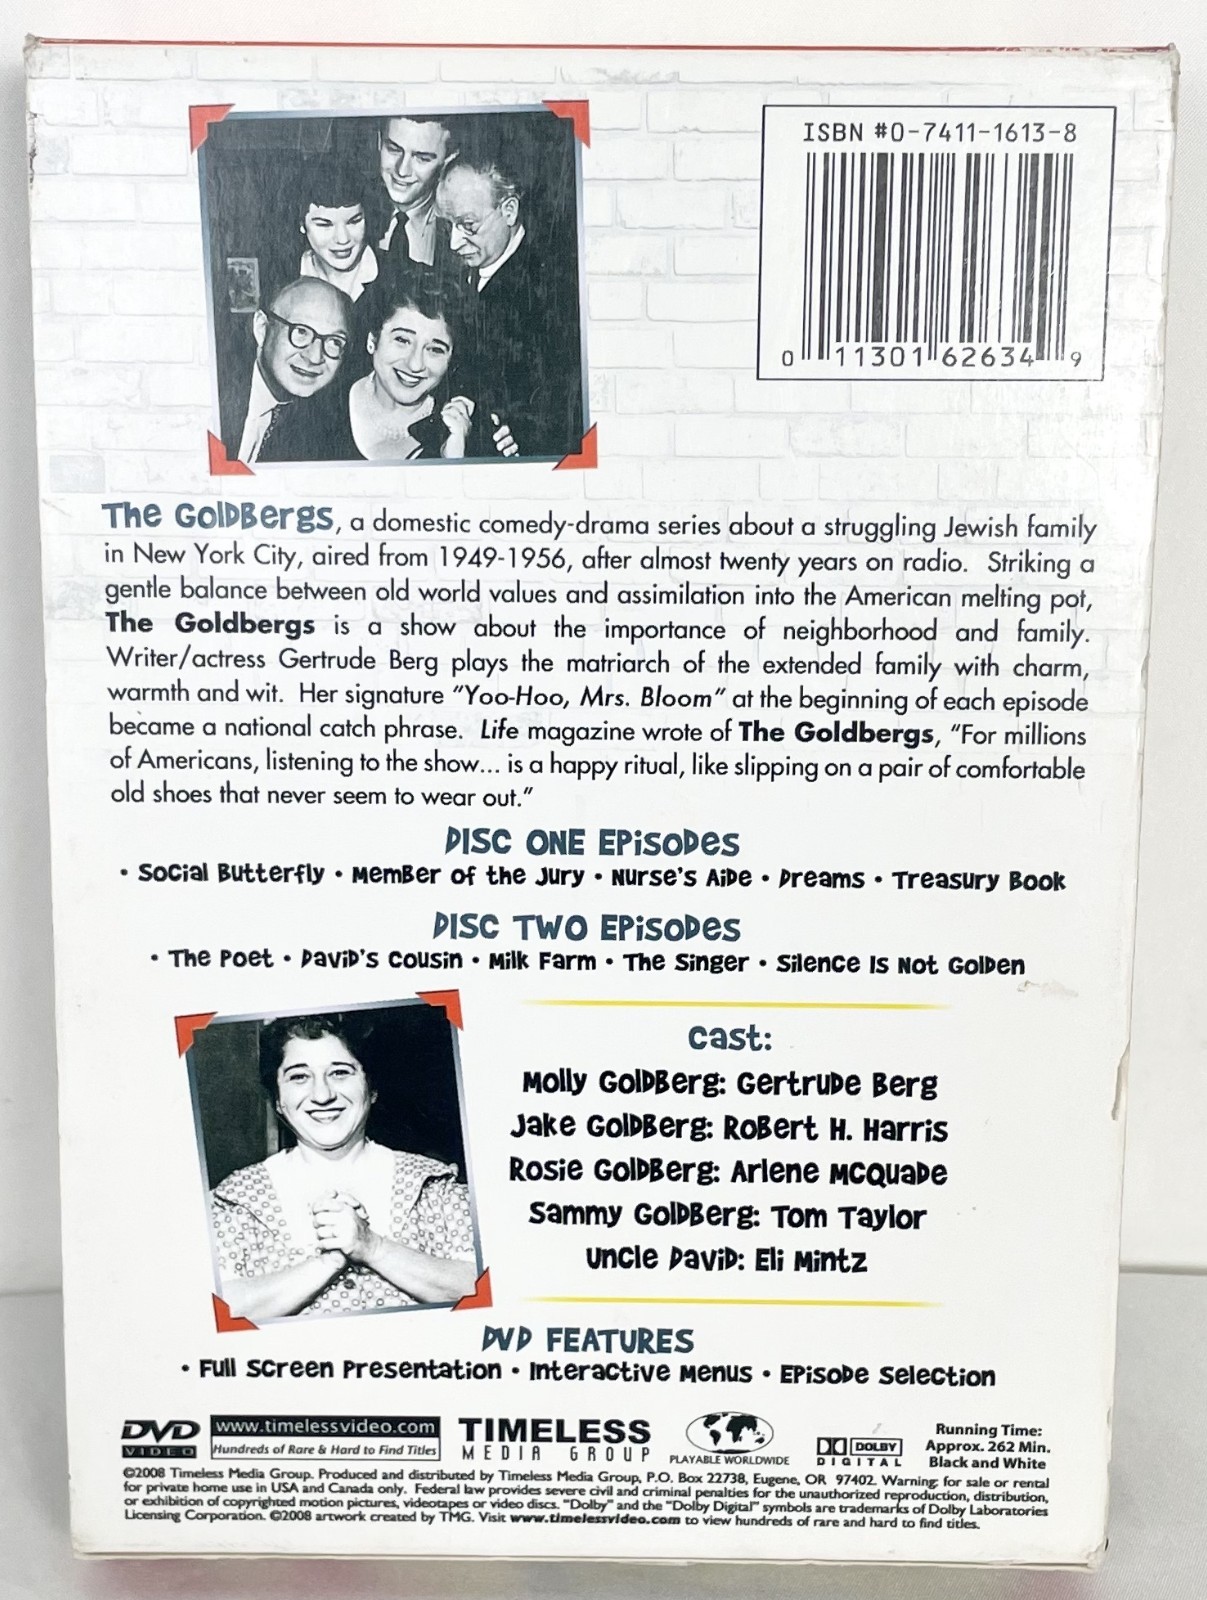 ISBN #0-7411-1613-8
0 11301 62634 9
The Goldbergs, a domestic comedy-drama series about a struggling Jewish family
in New York City, aired from 1949-1956, after almost twenty years on radio. Striking a
gentle balance between old world values and assimilation into the American melting pot,
The Goldbergs is a show about the importance of neighborhood and family.
Writer/actress Gertrude Berg plays the matriarch of the extended family with charm,
warmth and wit. Her signature "Yoo-Hoo, Mrs. Bloom" at the beginning of each episode
became a national catch phrase. Life magazine wrote of The Goldbergs, "For millions
of Americans, listening to the show... is a happy ritual, like slipping on a pair of comfortable
old shoes that never seem to wear out."
DISC ONE EPISODES
• Social Butterfly • Member of the Jury • Nurse's Aide • Dreams • Treasury Book
DISC TWO EPISODES
• The Poet • David's Cousin • Milk Farm • The Singer • Silence Is Not Golden
Cast:
Molly Goldberg: Gertrude Berg
Jake Goldberg: Robert H. Harris
Rosie Goldberg: Arlene McQuade
Sammy Goldberg: Tom Taylor
Uncle David: Eli Mintz
DVD FEATURES
• Full Screen Presentation • Interactive Menus • Episode Selection
DVD VIDEO
www.timelessvideo.com
Hundreds of Rare & Hard to Find Titles
TIMELESS
MEDIA GROUP
PLAYABLE WORLDWIDE
DOLBY
DIGITAL
Running Time:
Approx. 262 Min.
Black and White
©2008 Timeless Media Group. Produced and distributed by Timeless Media Group, P.O. Box 22738, Eugene, OR 97402. Warning: for sale or rental
for private home use in USA and Canada only. Federal law provides severe civil and criminal penalties for the unauthorized reproduction, distribution,
or exhibition of copyrighted motion pictures, videotapes or video discs. "Dolby" and the "Dolby Digital" symbols are trademarks of Dolby Laboratories
Licensing Corporation. ©2008 artwork created by TMG. Visit www.timelessvideo.com to view hundreds of rare and hard to find titles.